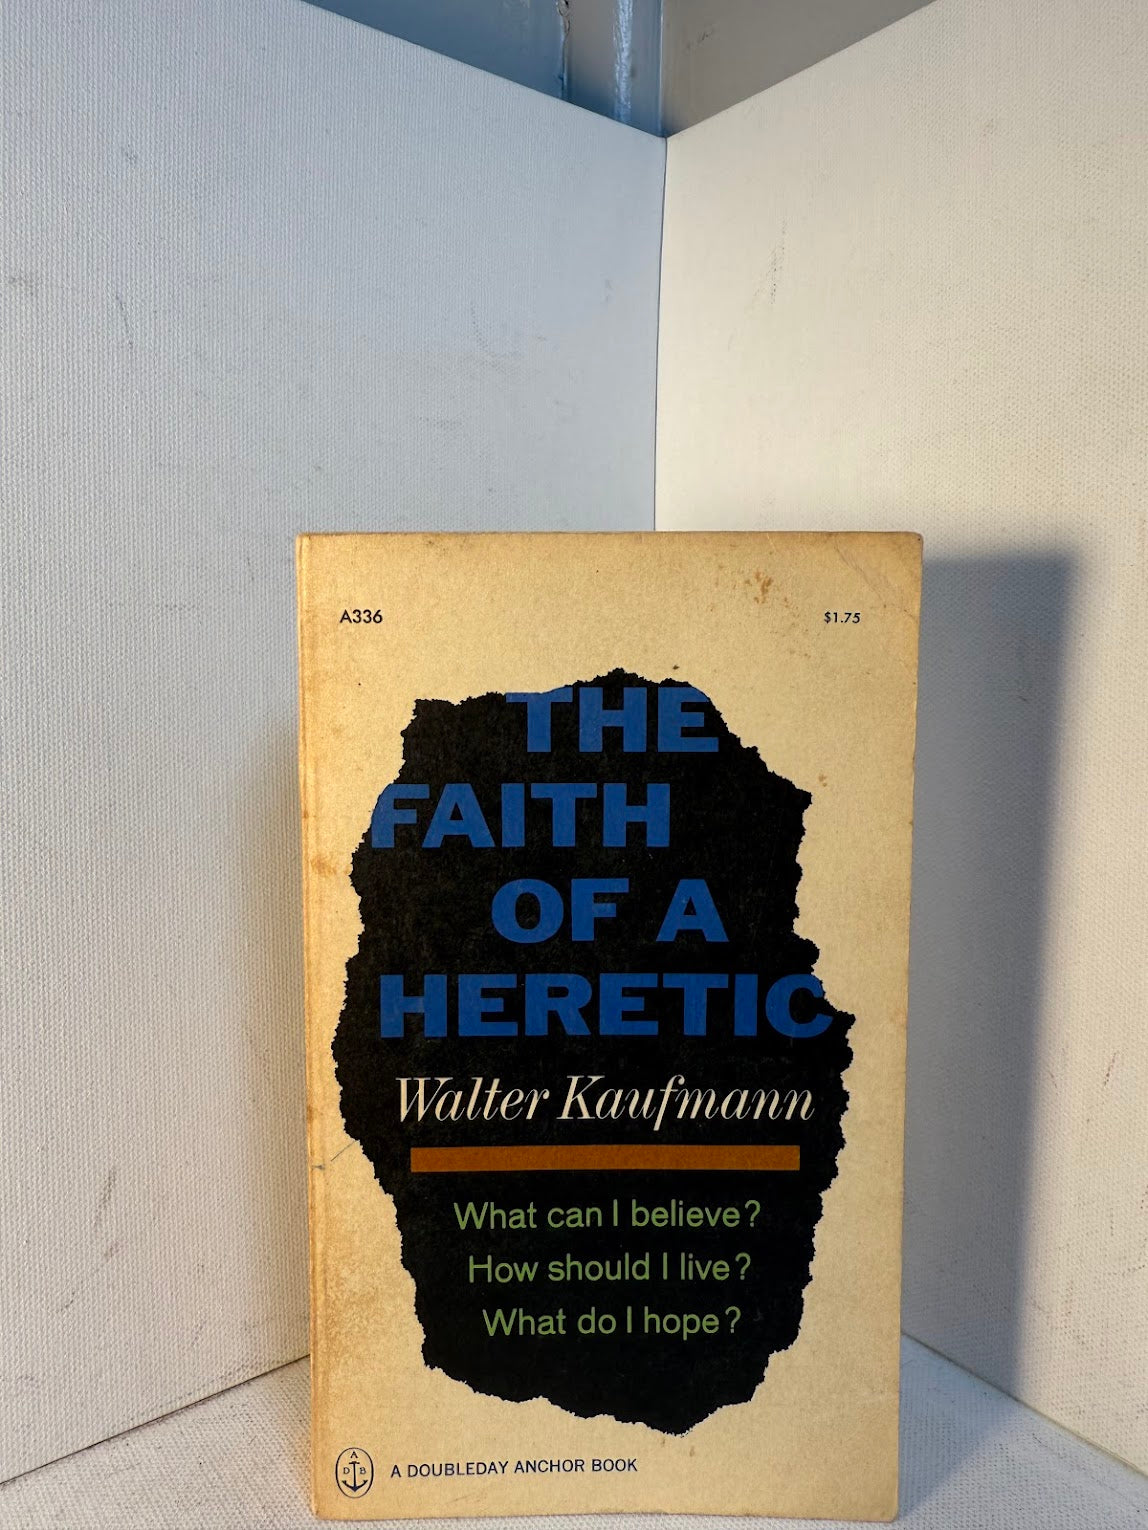 A336
$1.75
THE
FAITH
OF A
HERETIC
Walter Kaufmann
What can I believe?
How should I live?
What do I hope?
A
D B
A DOUBLEDAY ANCHOR BOOK